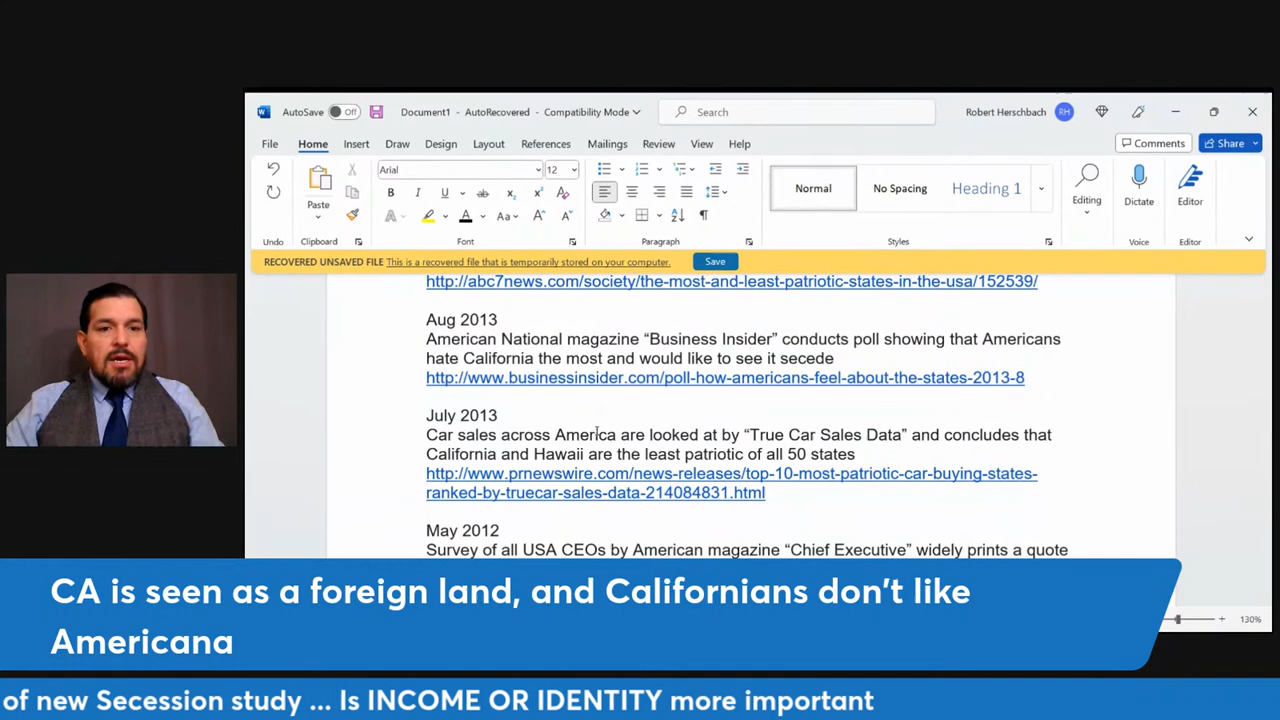 AutoSave Off Document1 - AutoRecovered - Compatibility Mode Search Robert Herschbach RH
File Home Insert Draw Design Layout References Mailings Review View Help Comments Share
Arial 12
Paste
Normal No Spacing Heading 1
Editing Dictate Editor
Undo Clipboard Font Paragraph Styles Voice Editor
RECOVERED UNSAVED FILE This is a recovered file that is temporarily stored on your computer. Save
http://abc7news.com/society/the-most-and-least-patriotic-states-in-the-usa/152539/
Aug 2013
American National magazine “Business Insider” conducts poll showing that Americans
hate California the most and would like to see it secede
http://www.businessinsider.com/poll-how-americans-feel-about-the-states-2013-8
July 2013
Car sales across America are looked at by “True Car Sales Data” and concludes that
California and Hawaii are the least patriotic of all 50 states
http://www.prnewswire.com/news-releases/top-10-most-patriotic-car-buying-states-
ranked-by-truecar-sales-data-214084831.html
May 2012
Survey of all USA CEOs by American magazine “Chief Executive” widely prints a quote
130%
CA is seen as a foreign land, and Californians don't like
Americana
of new Secession study ... Is INCOME OR IDENTITY more important